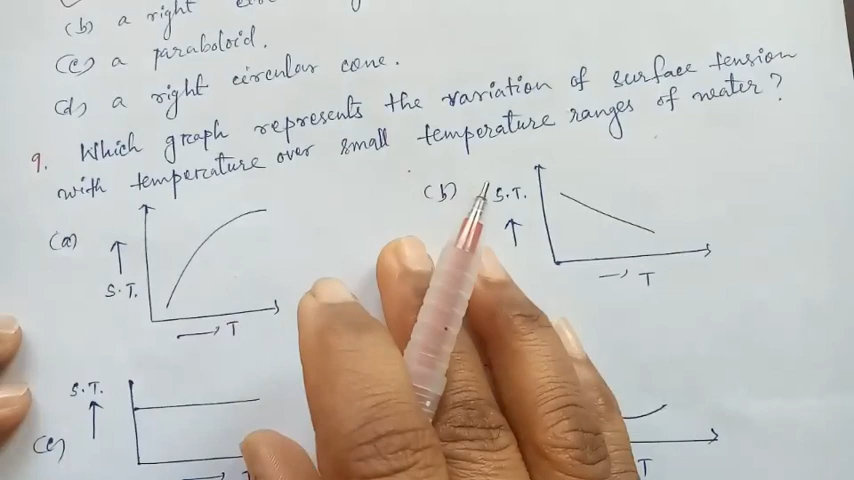 (b) a right
(c) a paraboloid.
(d) a right circular cone.
9. Which graph represents the variation of surface tension
with temperature over small temperature ranges of water?
(a) S.T. T
(b) S.T. T
(c) S.T.
T